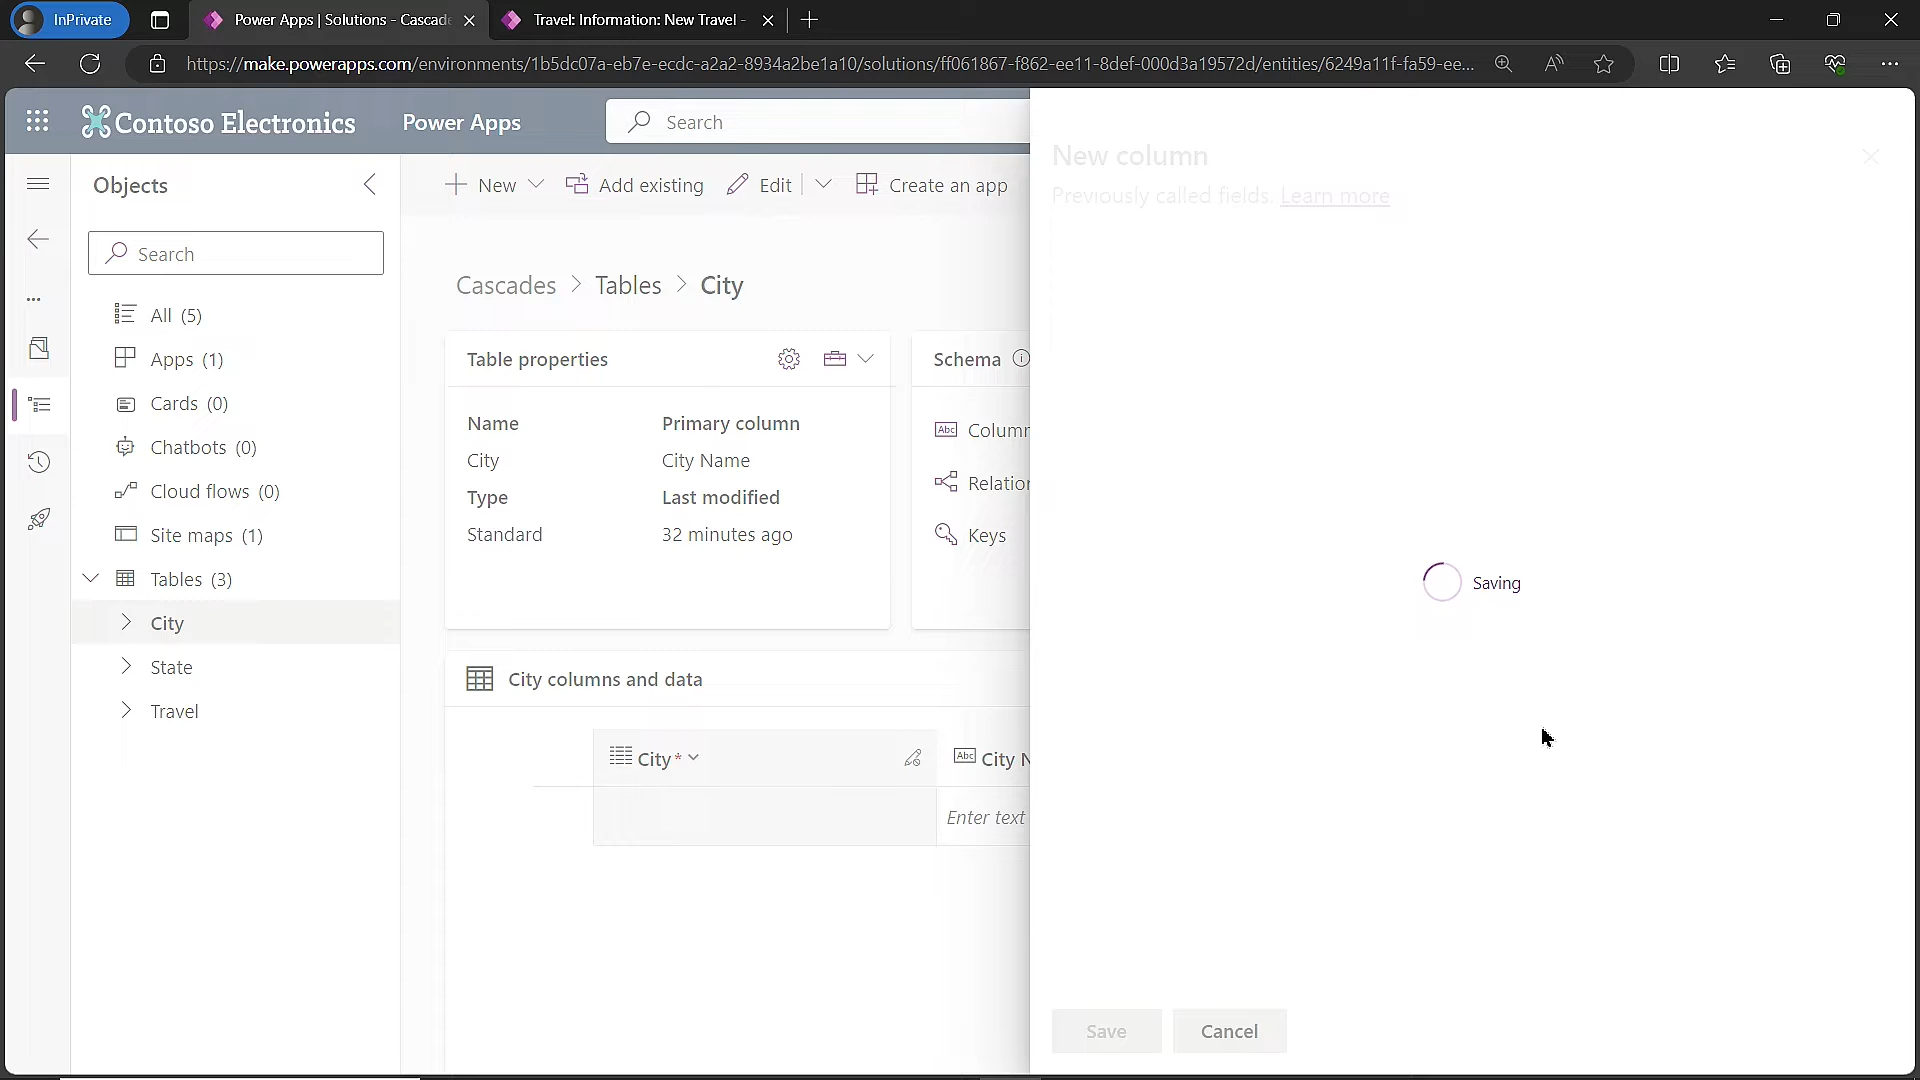 InPrivate
Power Apps | Solutions - Cascade
Travel: Information: New Travel -
https://make.powerapps.com/environments/1b5dc07a-eb7e-ecdc-a2a2-8934a2be1a10/solutions/ff061867-f862-ee11-8def-000d3a19572d/entities/6249a11f-fa59-ee...
Contoso Electronics
Power Apps
Search
Objects
Search
All (5)
Apps (1)
Cards (0)
Chatbots (0)
Cloud flows (0)
Site maps (1)
Tables (3)
City
State
Travel
New
Add existing
Edit
Create an app
Cascades > Tables > City
Table properties
Name
Primary column
City
City Name
Type
Last modified
Standard
32 minutes ago
Schema
Abc Column
Relation
Keys
City columns and data
City*
Abc City N
Enter text
New column
Previously called fields. Learn more
Saving
Save
Cancel